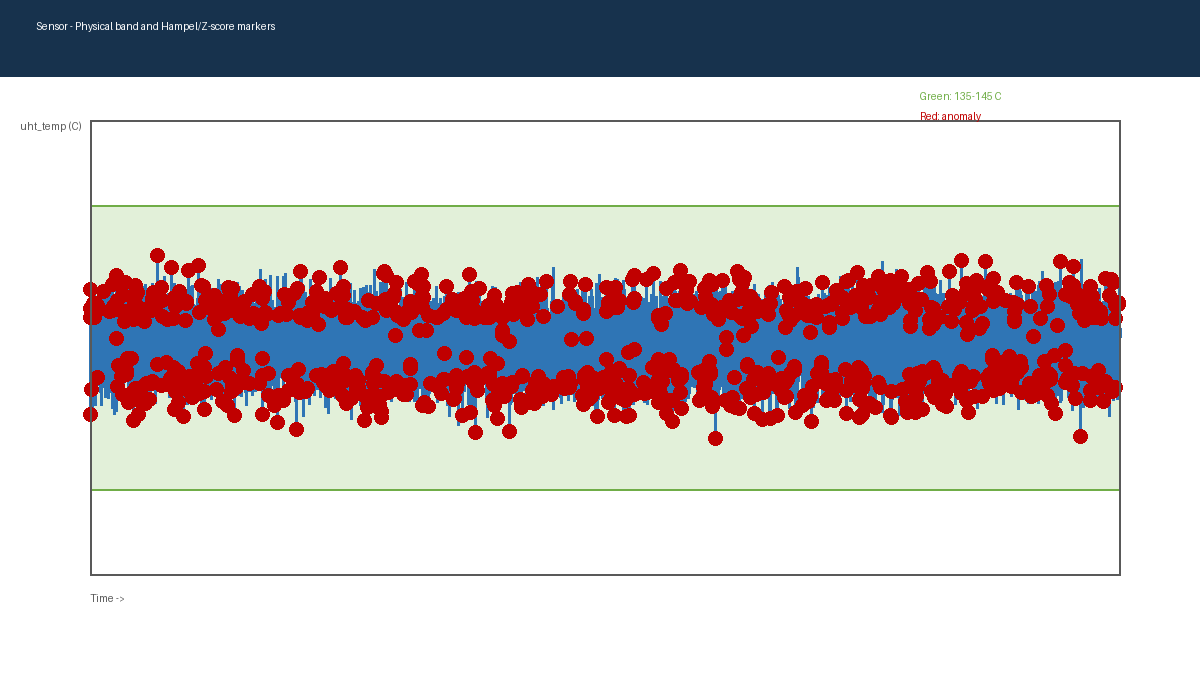 Sensor - Physical band and Hampel/Z-score markers
Green: 135-145 C
Red: anomaly
uht_temp (C)
Time ->